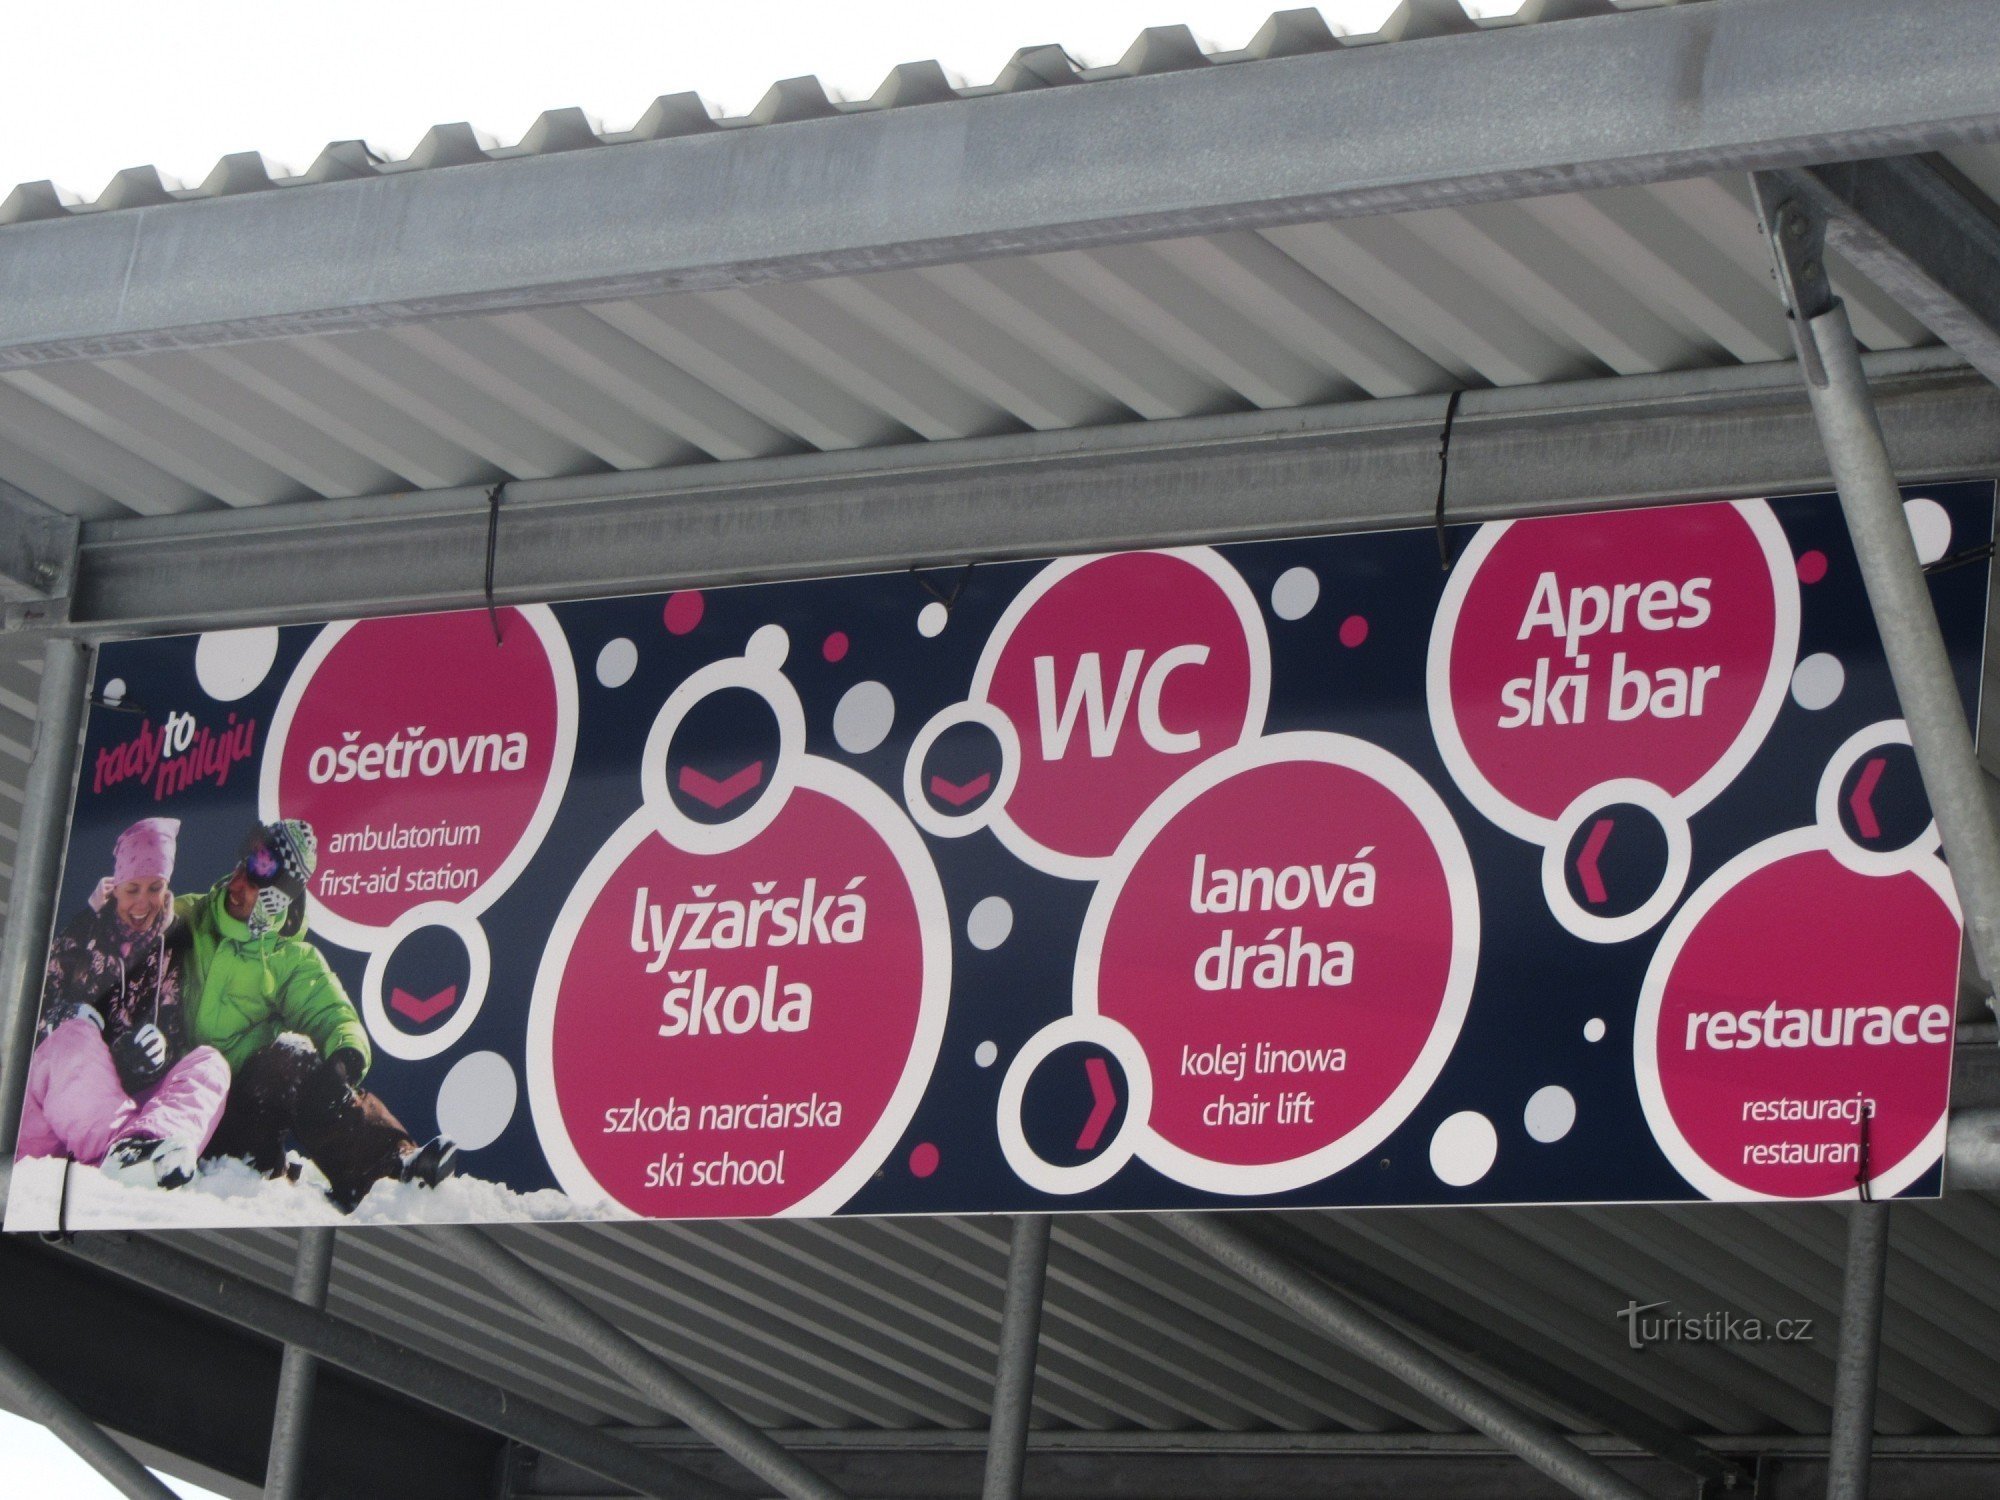 tady to
miluju
ošetřovna
ambulatorium
first-aid station
lyžařská
škola
szkoła narciarska
ski school
WC
lanová
dráha
kolej linowa
chair lift
Apres
ski bar
restaurace
restauracja
restaurant
Turistika.cz